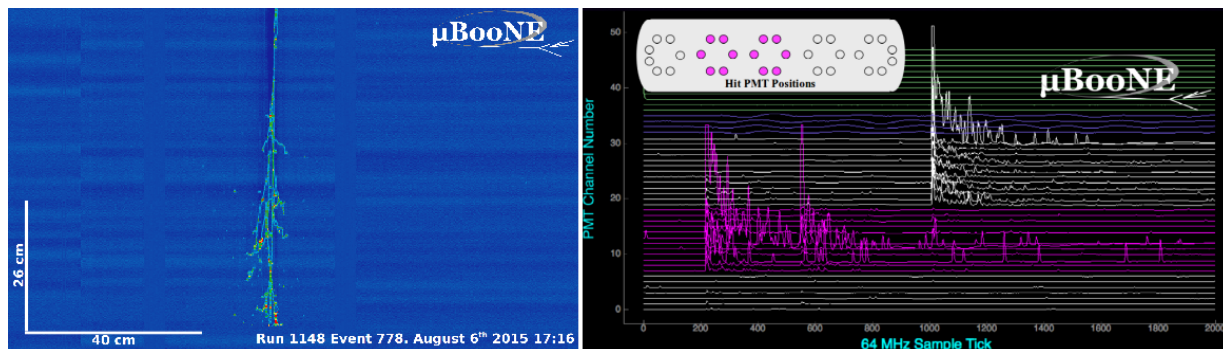 μBooNE
26 cm
40 cm
Run 1148 Event 778. August 6th 2015 17:16
Hit PMT Positions
μBooNE
PMT Channel Number
50
40
30
20
10
0
0
200
400
600
800
1000
1200
1400
1600
1800
2000
64 MHz Sample Tick